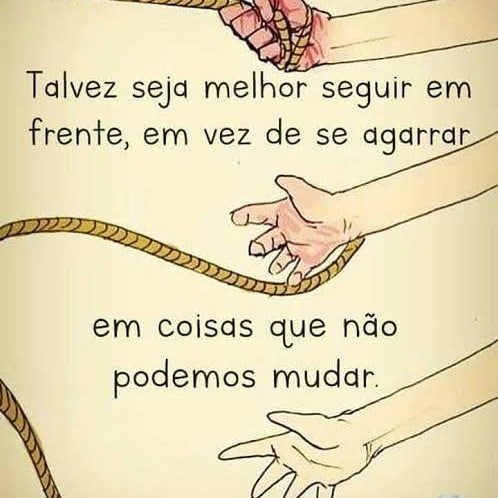 Talvez seja melhor seguir em
frente, em vez de se agarrar
em coisas que não
podemos mudar.